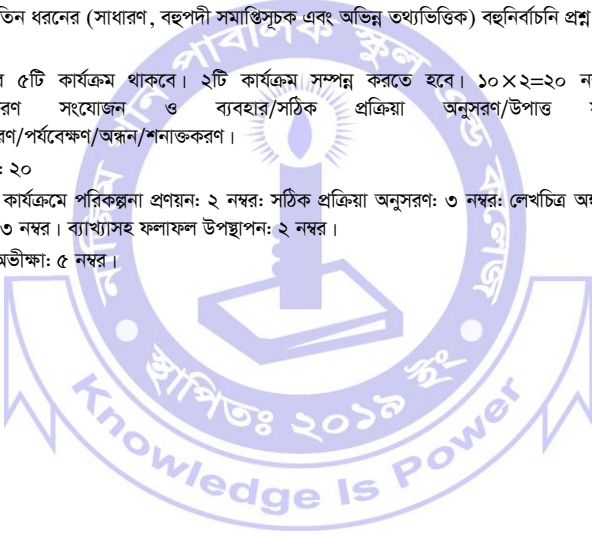 তিন ধরনের (সাধারণ, বহুপদী সমাপ্তিসূচক এবং অভিন্ন তথ্যভিত্তিক) বহুনির্বাচনি প্রশ্ন
৫টি কার্যক্রম থাকবে। ২টি কার্যক্রম সম্পন্ন করতে হবে। ১০×২=২০
সংযোজন ও ব্যবহার/সঠিক প্রক্রিয়া অনুসরণ/উপাত্ত
/পর্যবেক্ষণ/অঙ্কন/শনাক্তকরণ।
: ২০
কার্যক্রমে পরিকল্পনা প্রণয়ন: ২ নম্বর: সঠিক প্রক্রিয়া অনুসরণ: ৩ নম্বর: লেখচিত্র
৩ নম্বর। ব্যাখ্যাসহ ফলাফল উপস্থাপন: ২ নম্বর।
অভীক্ষা: ৫ নম্বর।
পাবলিক স্কুল এন্ড কলেজ
স্থাপিতঃ ২০১৯ ইং
Knowledge Is Power